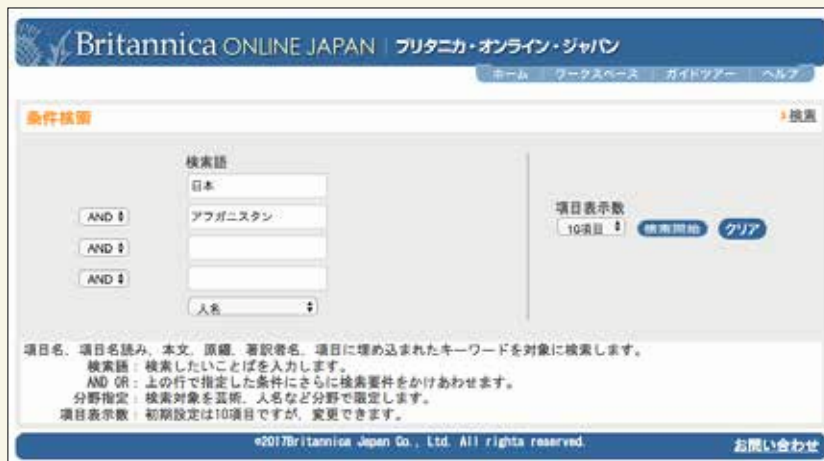 Britannica ONLINE JAPAN | ブリタニカ・オンライン・ジャパン
ホーム | ワークスペース | ガイドツアー | ヘルプ
条件検索
検索
検索語
日本
AND アフガニスタン
AND
AND
人名
項目表示数
10項目 検索開始 クリア
項目名、項目名読み、本文、原綴、著訳者名、項目に埋め込まれたキーワードを対象に検索します。
検索語：検索したいことばを入力します。
AND OR：上の行で指定した条件にさらに検索要件をかけあわせます。
分野指定：検索対象を芸術、人名など分野で限定します。
項目表示数：初期設定は10項目ですが、変更できます。
©2017Britannica Japan Co., Ltd. All rights reserved.
お問い合わせ